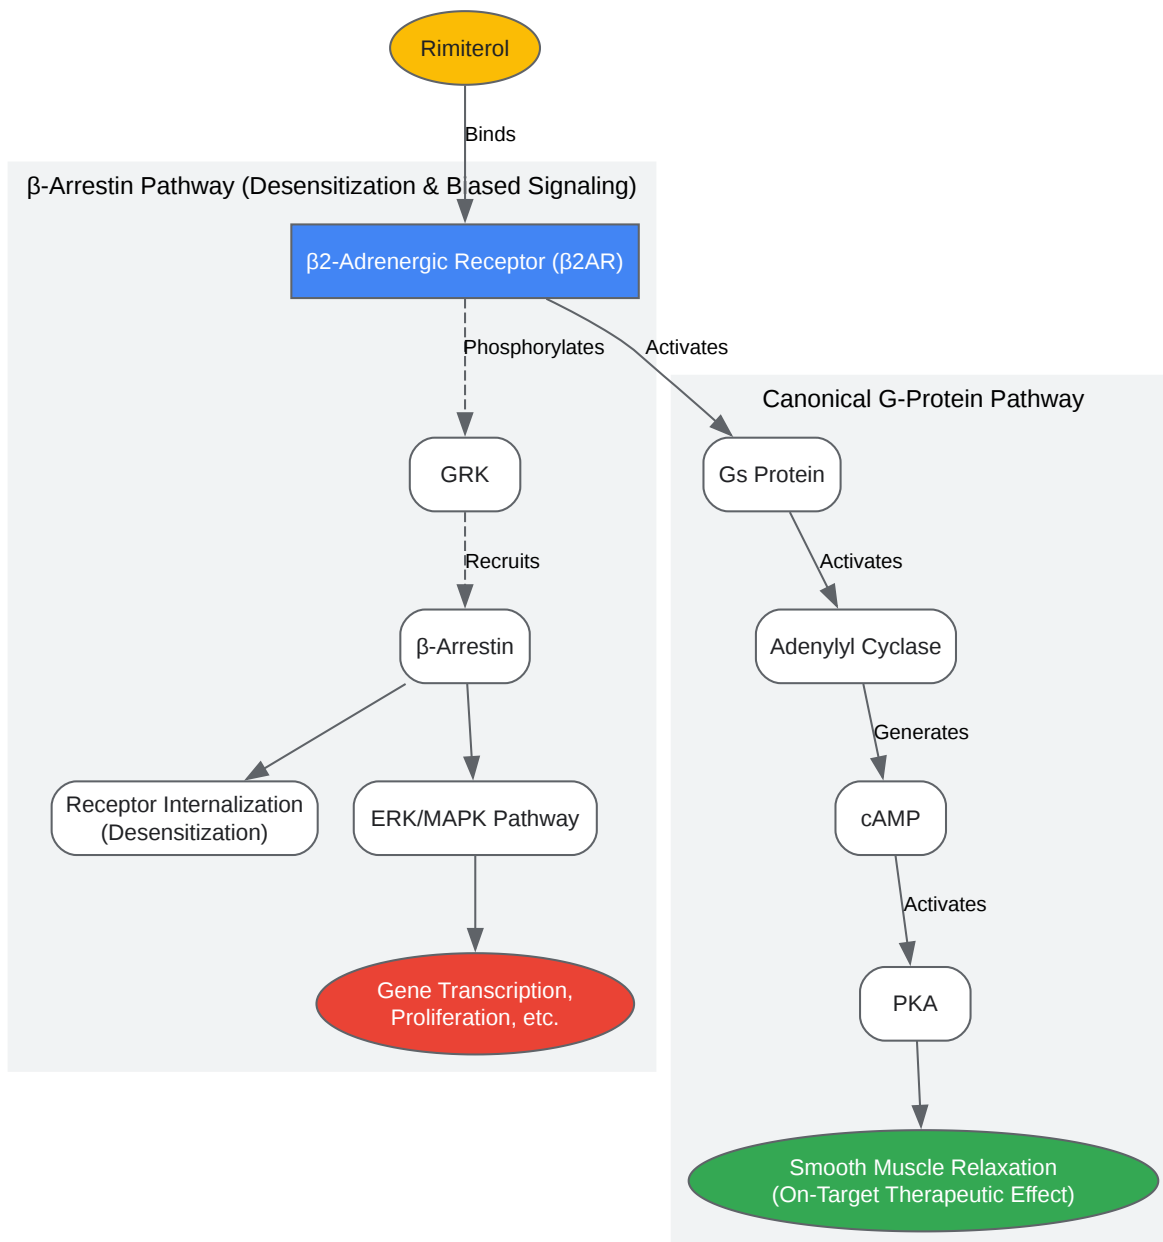 Rimiterol
Binds
β-Arrestin Pathway (Desensitization & Biased Signaling)
β2-Adrenergic Receptor (β2AR)
Phosphorylates
Activates
Canonical G-Protein Pathway
GRK
Gs Protein
Recruits
Activates
β-Arrestin
Adenylyl Cyclase
Generates
Receptor Internalization
(Desensitization)
ERK/MAPK Pathway
cAMP
Activates
Gene Transcription,
Proliferation, etc.
PKA
Smooth Muscle Relaxation
(On-Target Therapeutic Effect)